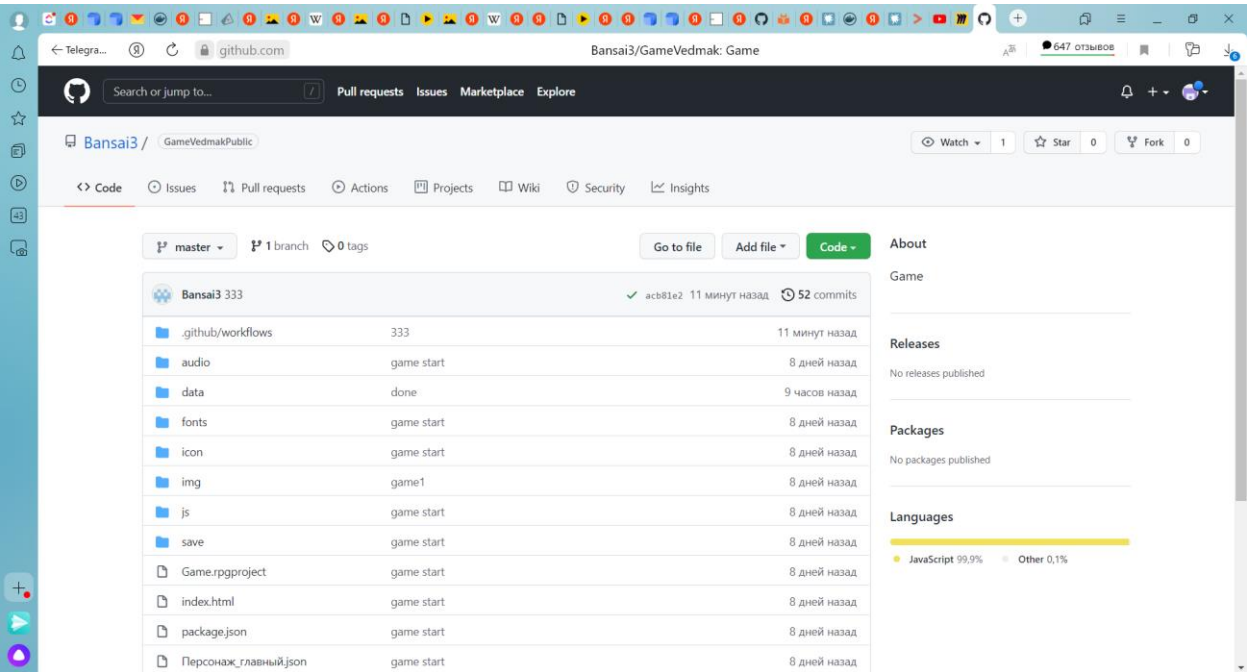 Telegra...
github.com
Bansai3/GameVedmak: Game
647 отзывов
Search or jump to...
/
Pull requests Issues Marketplace Explore
Bansai3 / GameVedmakPublic
Watch 1
Star 0
Fork 0
Code
Issues
Pull requests
Actions
Projects
Wiki
Security
Insights
43
master
1 branch
0 tags
Go to file
Add file
Code
Bansai3 333
acb81e2 11 минут назад
52 commits
.github/workflows 333 11 минут назад
audio game start 8 дней назад
data done 9 часов назад
fonts game start 8 дней назад
icon game start 8 дней назад
img game1 8 дней назад
js game start 8 дней назад
save game start 8 дней назад
Game.rpgproject game start 8 дней назад
index.html game start 8 дней назад
package.json game start 8 дней назад
Персонаж_главный.json game start 8 дней назад
About
Game
Releases
No releases published
Packages
No packages published
Languages
JavaScript 99,9% Other 0,1%